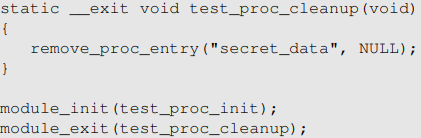 static __exit void test_proc_cleanup(void)
{
   remove_proc_entry("secret_data", NULL);
}

module_init(test_proc_init);
module_exit(test_proc_cleanup);